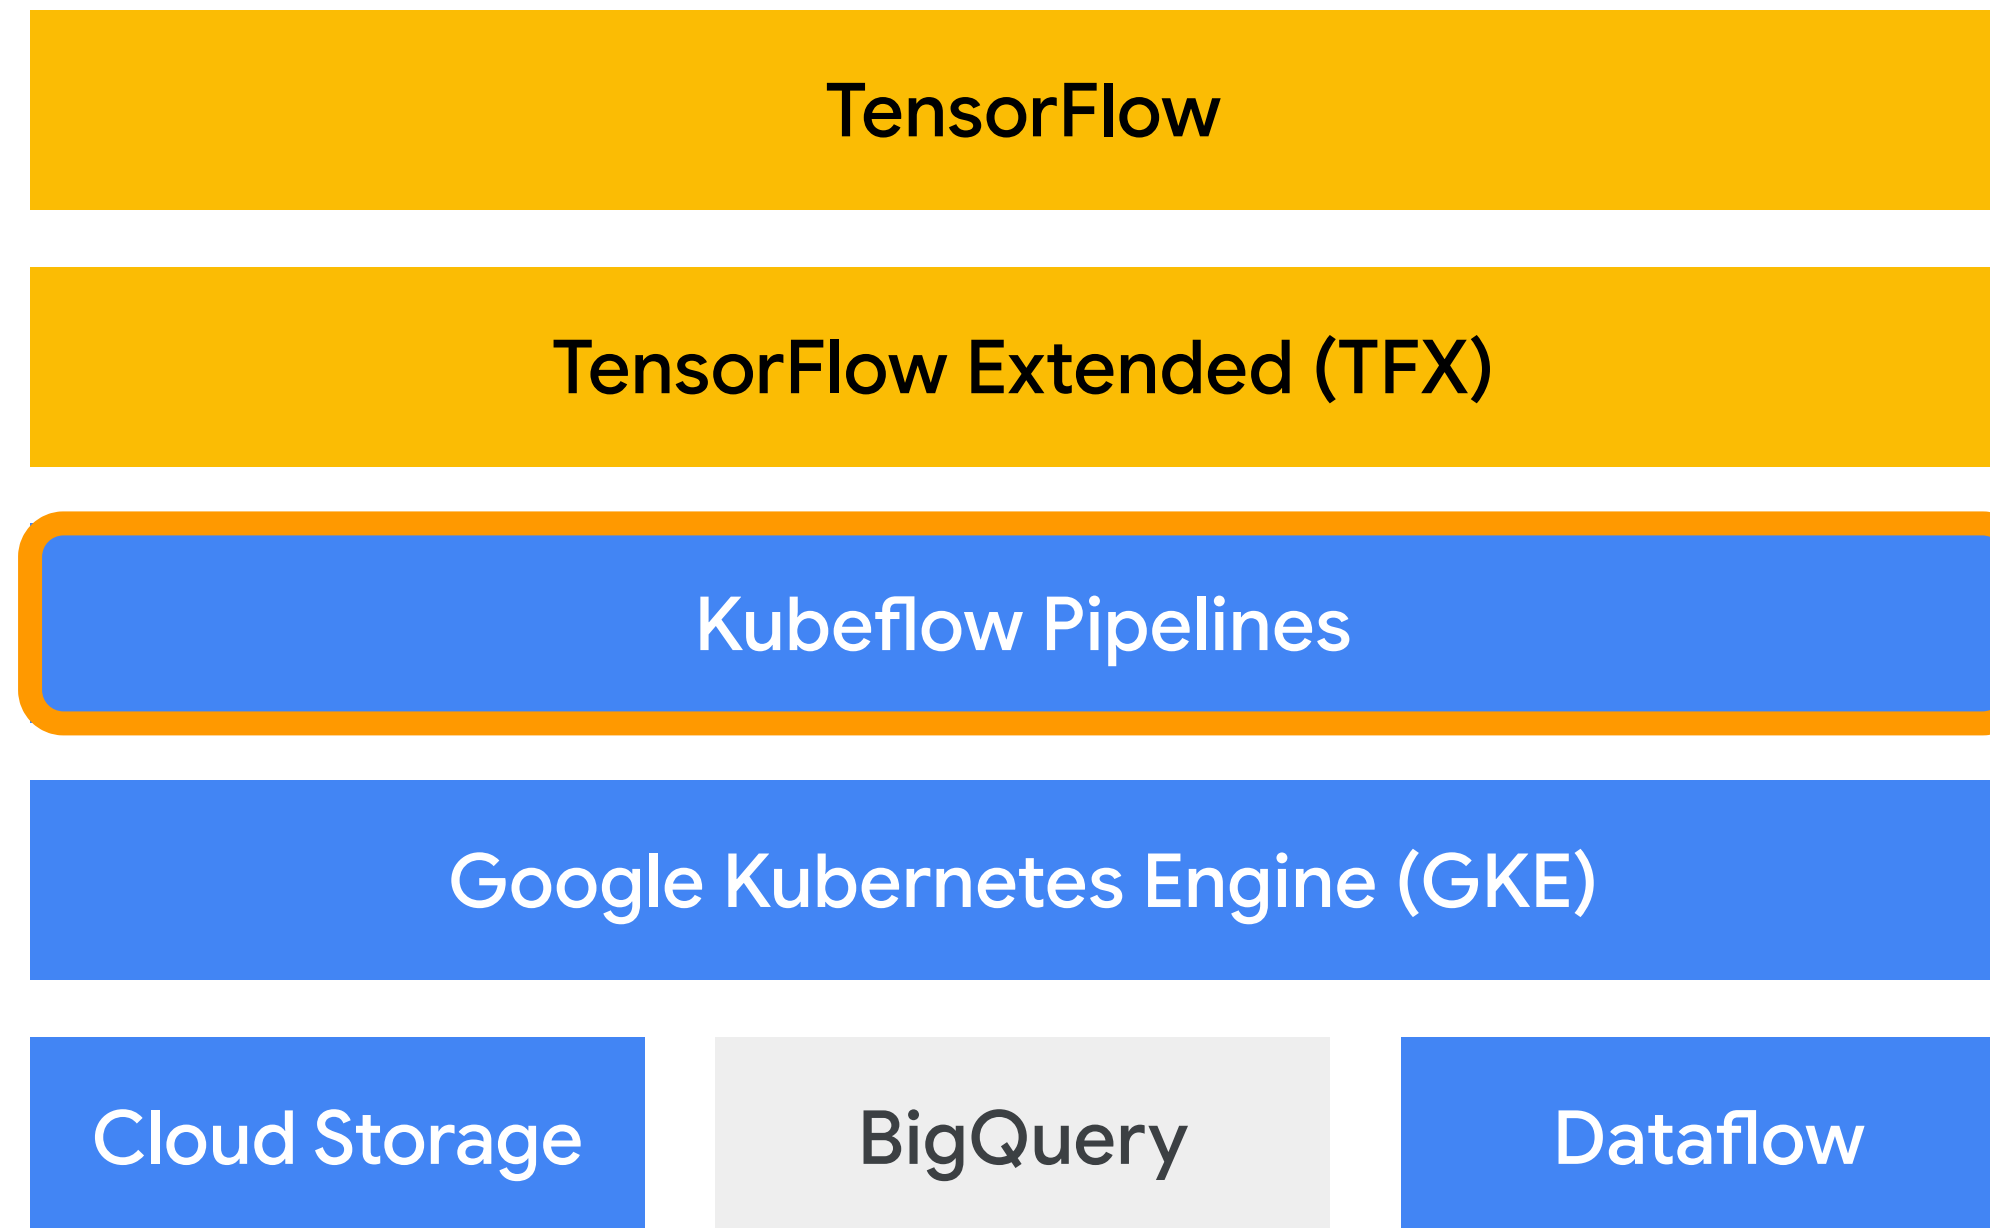 TensorFlow
TensorFlow Extended (TFX)
Kubeflow Pipelines
Google Kubernetes Engine (GKE)
Cloud Storage
BigQuery
Dataflow